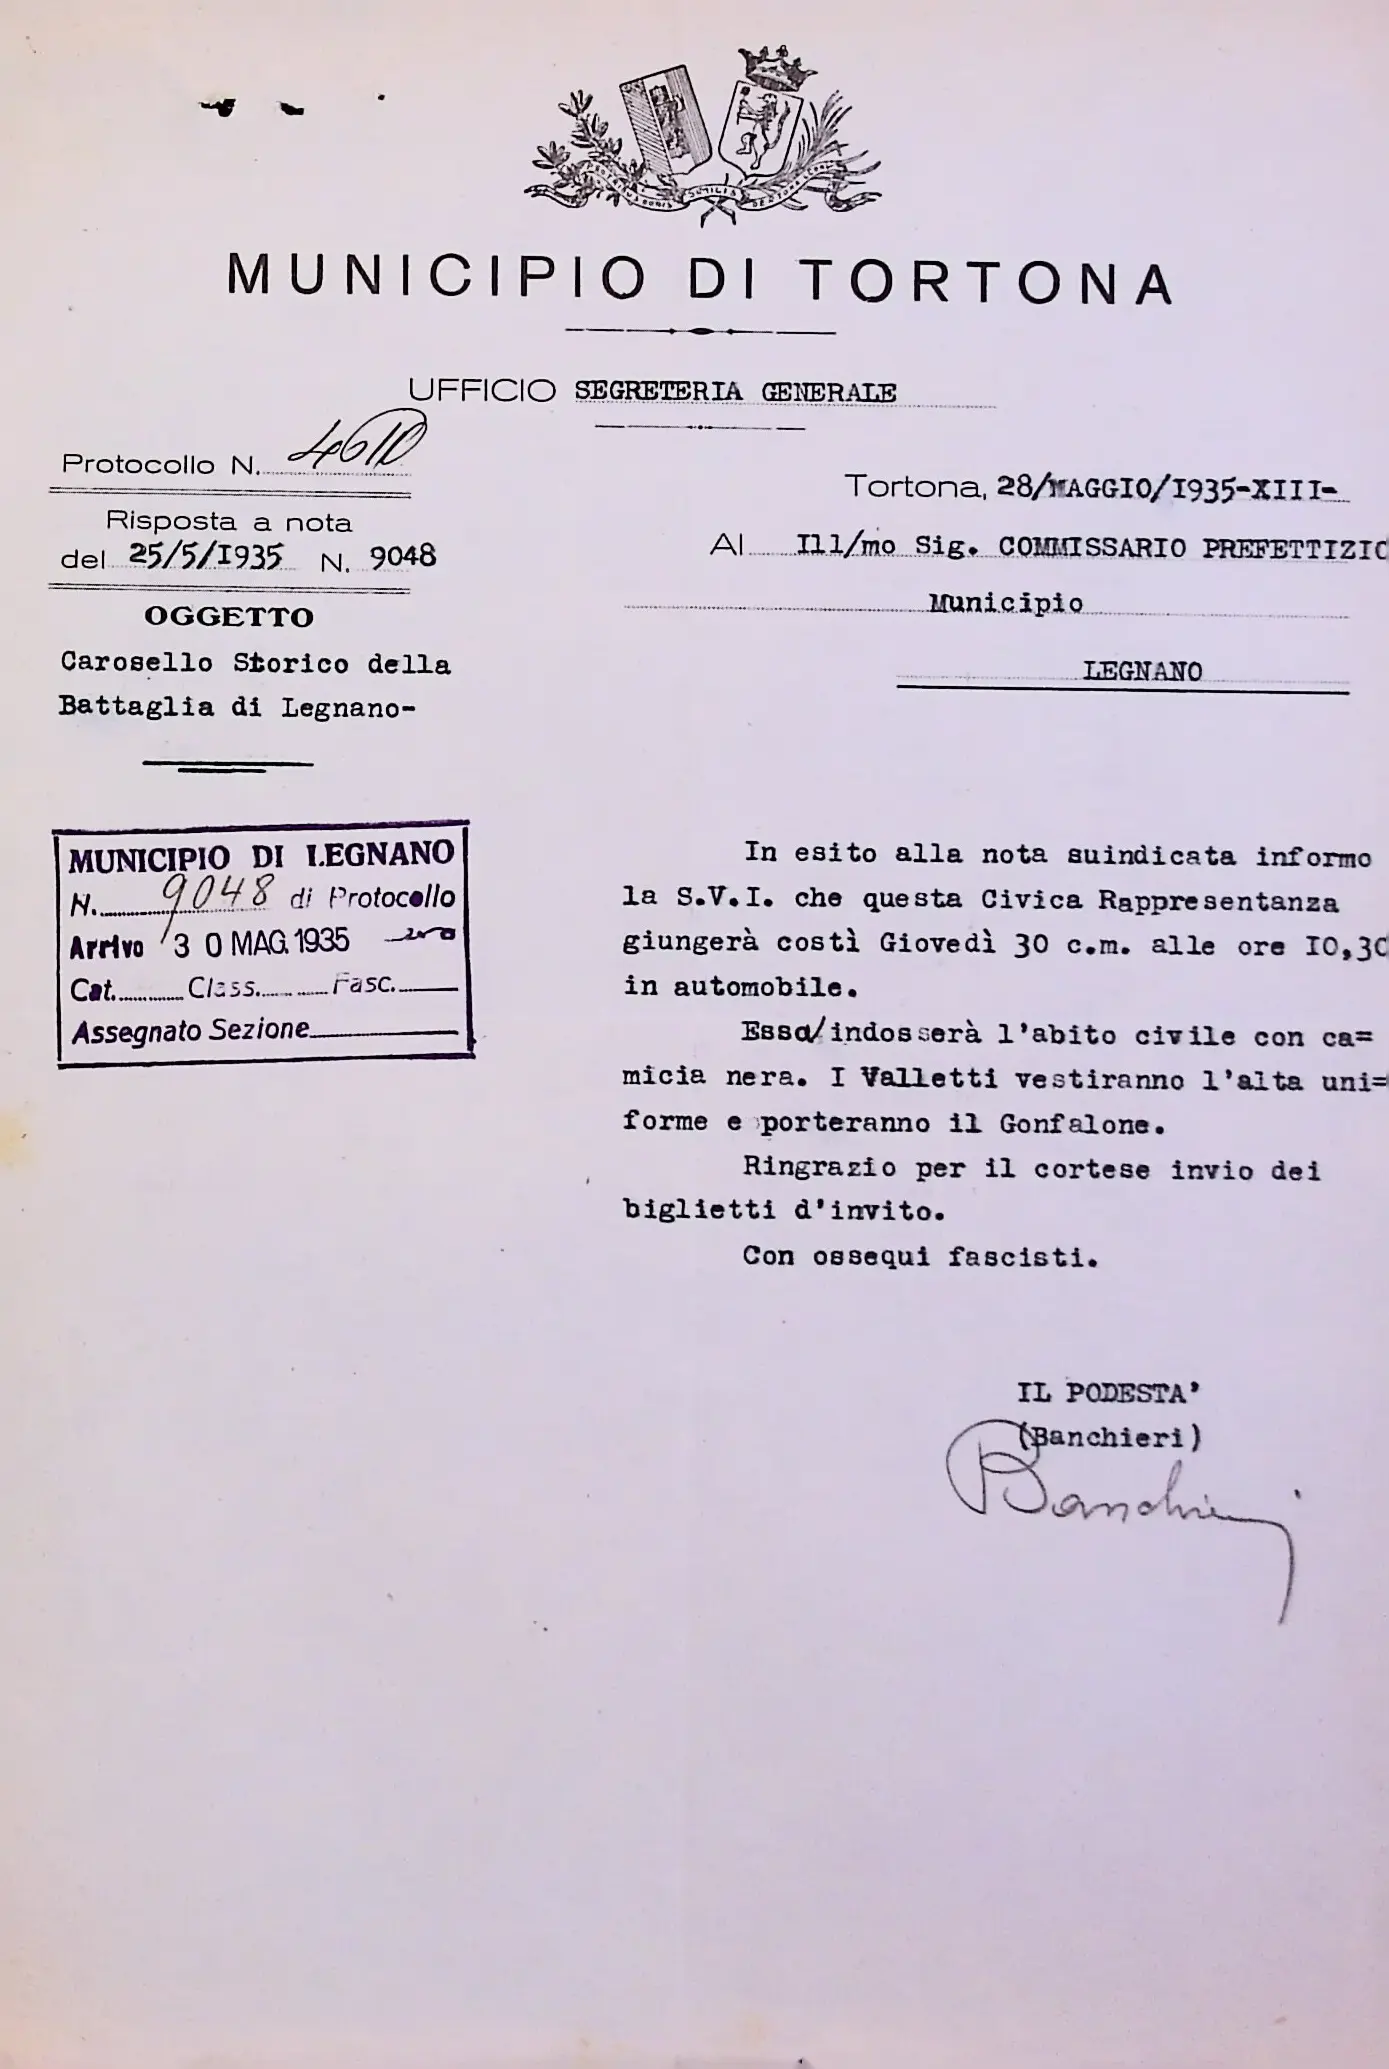 MUNICIPIO DI TORTONA
UFFICIO SEGRETERIA GENERALE
Protocollo N. 4610
Risposta a nota
del 25/5/1935 N. 9048
OGGETTO
Carosello Storico della
Battaglia di Legnano-
Tortona, 28/MAGGIO/1935-XIII-
Al Ill/mo Sig. COMMISSARIO PREFETTIZIO
Municipio
LEGNANO
MUNICIPIO DI LEGNANO
N. 9048 di Protocollo
Arrivo 30 MAG. 1935
Cat. Class. Fasc.
Assegnato Sezione
In esito alla nota suindicata informo
la S.V.I. che questa Civica Rappresentanza
giungerà costì Giovedì 30 c.m. alle ore 10,30
in automobile.
Essa/indosserà l'abito civile con ca=
micia nera. I Valletti vestiranno l'alta uni=
forme e porteranno il Gonfalone.
Ringrazio per il cortese invio dei
biglietti d'invito.
Con ossequi fascisti.
IL PODESTA'
(Banchieri)
Banchieri